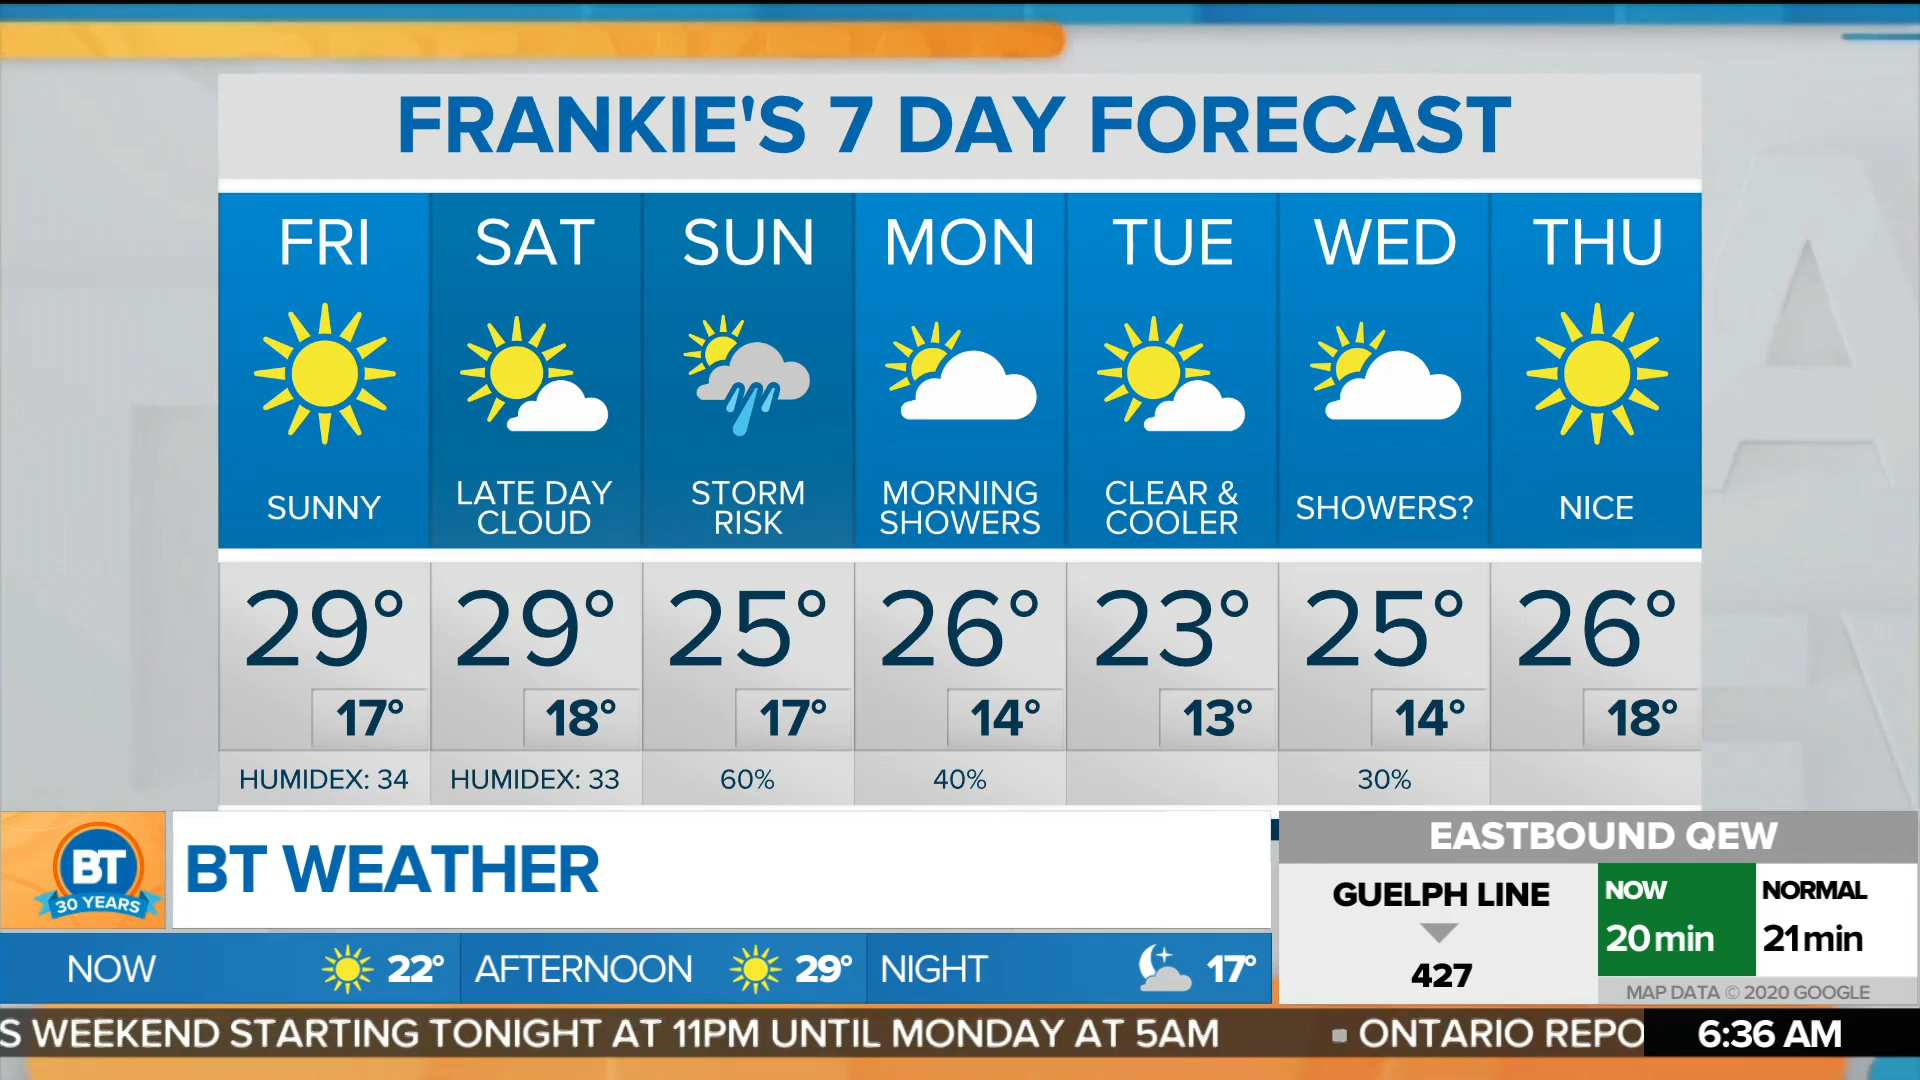 FRANKIE'S 7 DAY FORECAST
FRI SAT SUN MON TUE WED THU
SUNNY
LATE DAY
CLOUD
STORM
RISK
MORNING
SHOWERS
CLEAR &
COOLER
SHOWERS?
NICE
29° 29° 25° 26° 23° 25° 26°
17° 18° 17° 14° 13° 14° 18°
HUMIDEX: 34 HUMIDEX: 33 60% 40% 30%
BT
30 YEARS
BT WEATHER
NOW 22° AFTERNOON 29° NIGHT 17°
EASTBOUND QEW
GUELPH LINE
427
NOW
20 min
NORMAL
21 min
MAP DATA © 2020 GOOGLE
S WEEKEND STARTING TONIGHT AT 11PM UNTIL MONDAY AT 5AM ▪ ONTARIO REPO
6:36 AM